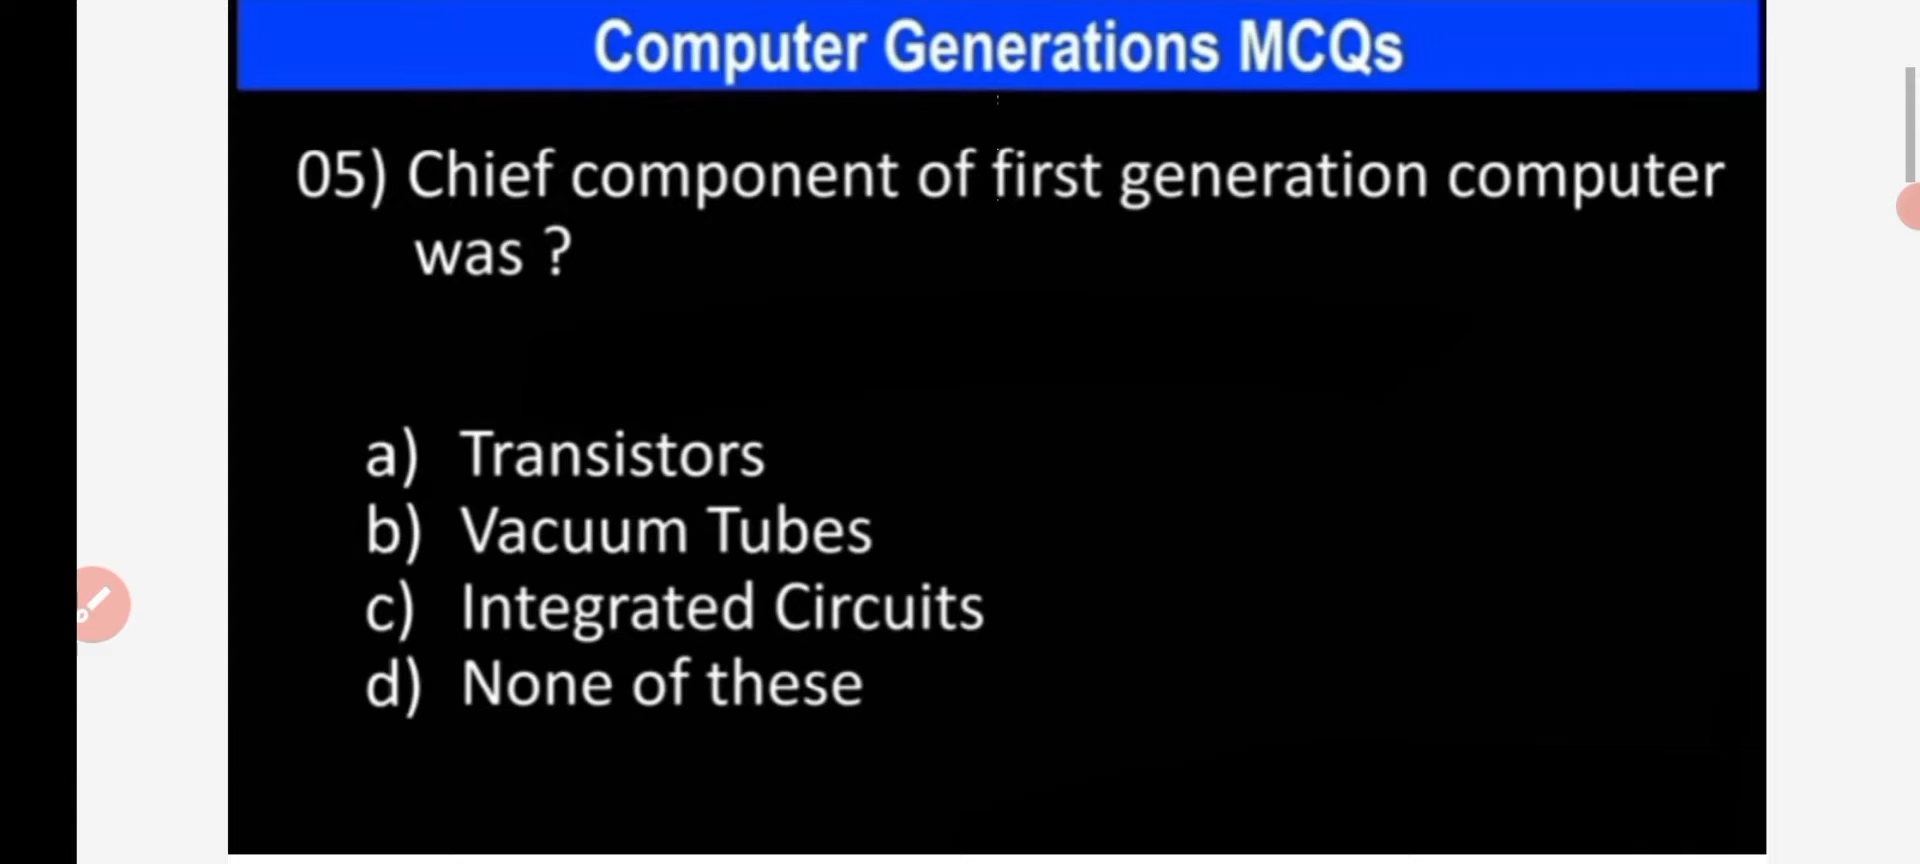 Computer Generations MCQs
05) Chief component of first generation computer
was ?
a) Transistors
b) Vacuum Tubes
c) Integrated Circuits
d) None of these